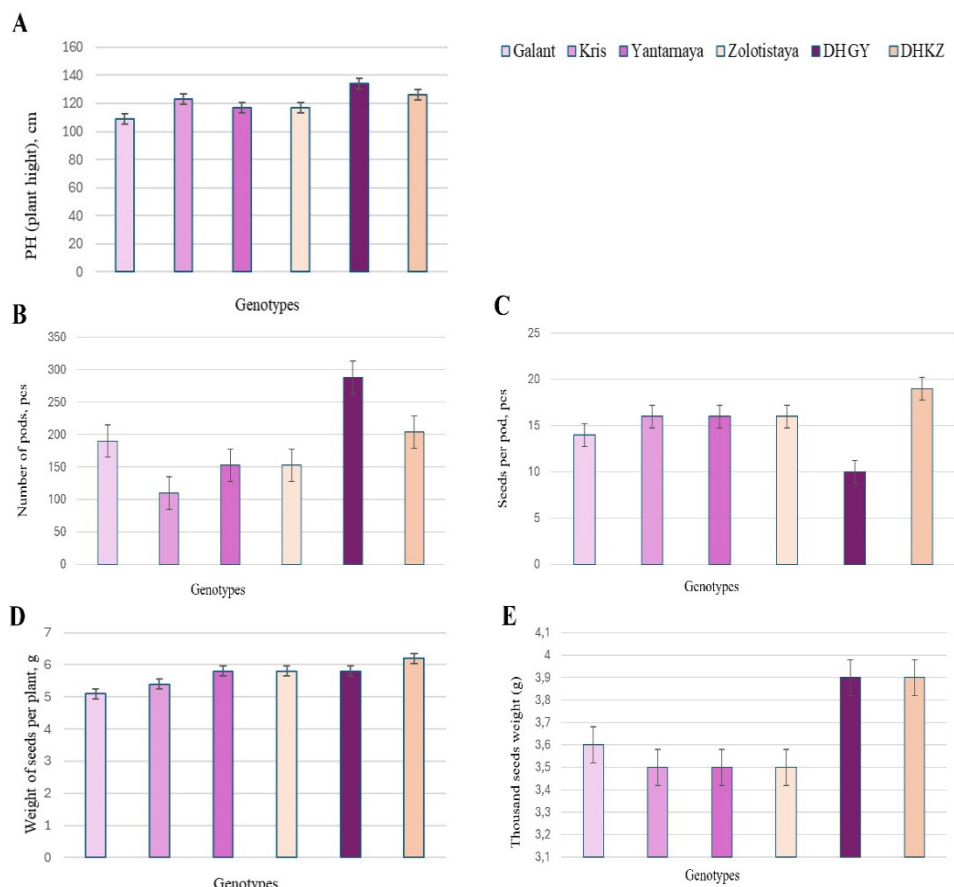 A
160
140
120
100
80
60
40
20
0
PH (plant hight), cm
Genotypes
Galant Kris Yantarnaya Zolotistaya DHGY DHKZ
B
350
300
250
200
150
100
50
0
Number of pods, pcs
Genotypes
C
25
20
15
10
5
0
Seeds per pod, pcs
Genotypes
D
7
6
5
4
3
2
1
0
Weight of seeds per plant, g
Genotypes
E
4,1
4
3,9
3,8
3,7
3,6
3,5
3,4
3,3
3,2
3,1
Thousand seeds weight (g)
Genotypes